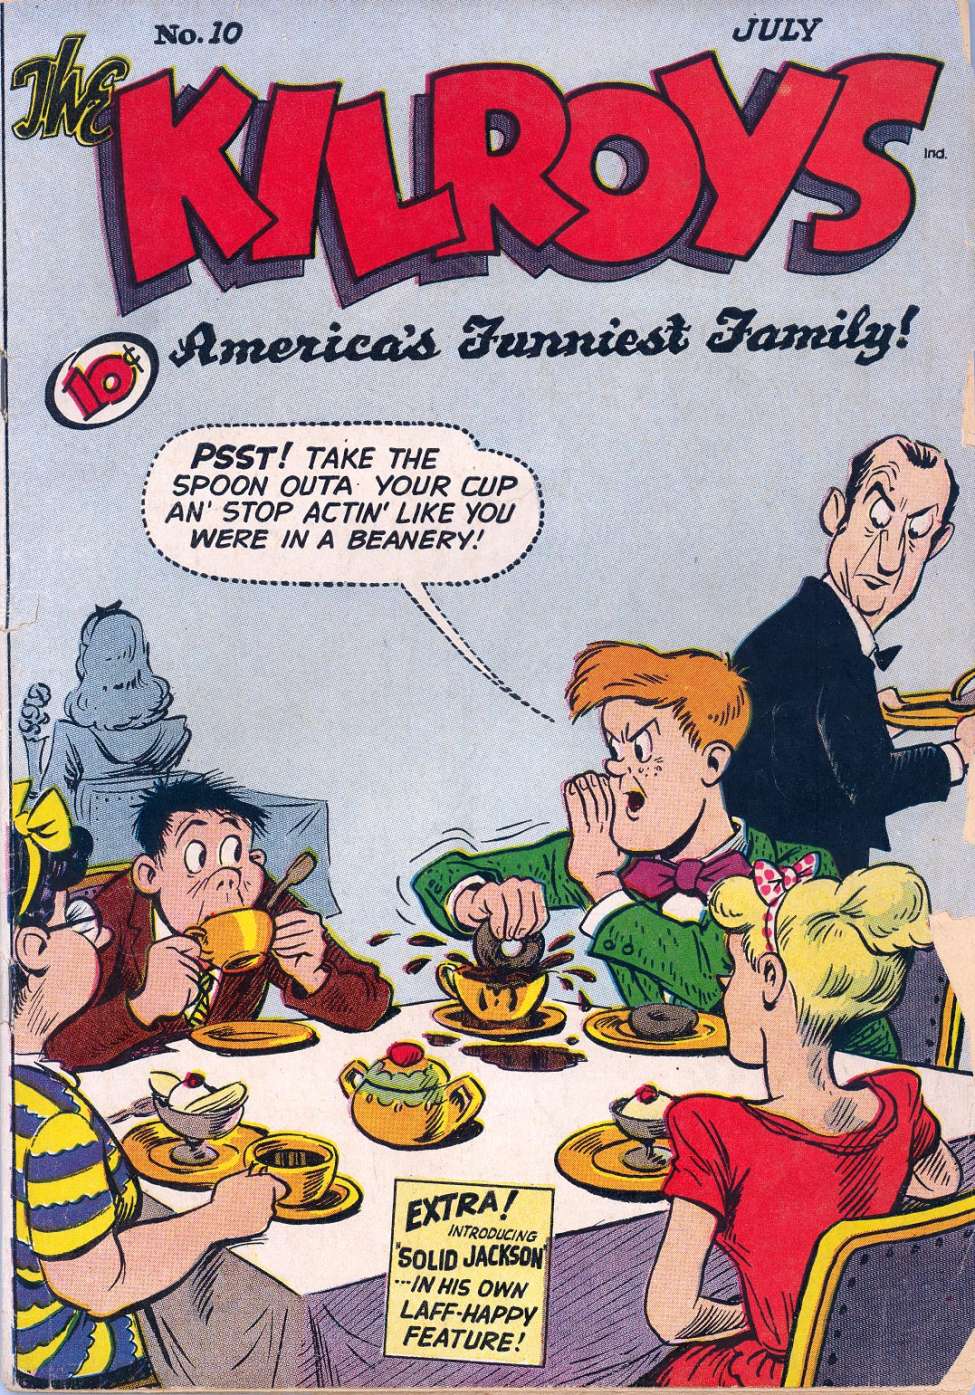 No. 10
JULY
THE
KILROYS
Ind.
10¢
America's Funniest Family!
PSST! TAKE THE
SPOON OUTA YOUR CUP
AN' STOP ACTIN' LIKE YOU
WERE IN A BEANERY!
EXTRA!
INTRODUCING
"SOLID JACKSON"
...IN HIS OWN
LAFF-HAPPY
FEATURE!